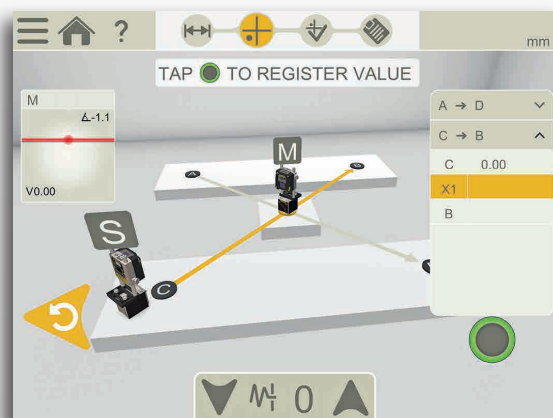 ?
mm
TAP TO REGISTER VALUE
M
∡-1.1
V0.00
A → D
C → B
C 0.00
X1
B
A
M
B
S
C
0